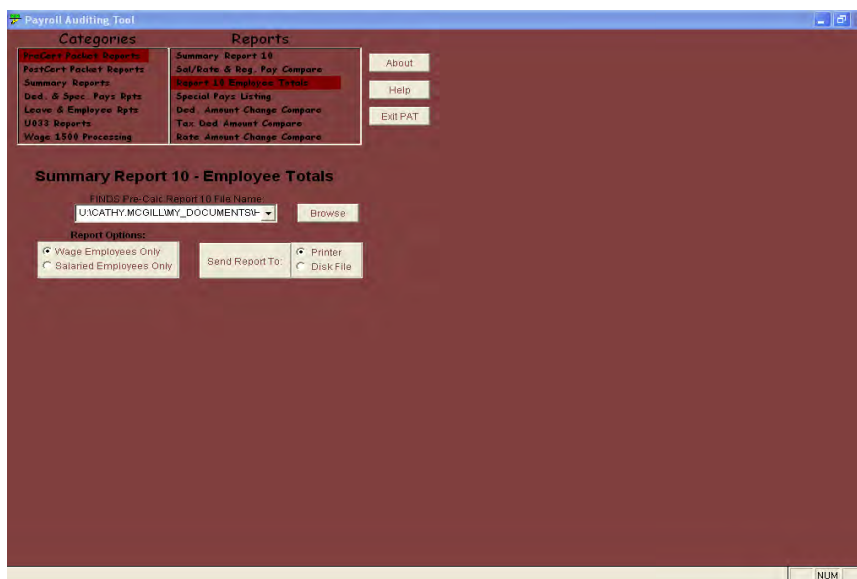 Payroll Auditing Tool
Categories
Reports
PreCert Packet Reports
PostCert Packet Reports
Summary Reports
Ded. & Spec. Pays Rpts
Leave & Employee Rpts
U033 Reports
Wage 1500 Processing
Summary Report 10
Sal/Rate & Reg. Pay Compare
Report 10 Employee Totals
Special Pays Listing
Ded. Amount Change Compare
Tax Ded Amount Compare
Rate Amount Change Compare
About
Help
Exit PAT
Summary Report 10 - Employee Totals
FINDS Pre-Calc Report 10 File Name:
U:\CATHY.MCGILL\MY_DOCUMENTS\H
Browse
Report Options:
Wage Employees Only
Salaried Employees Only
Send Report To:
Printer
Disk File
NUM